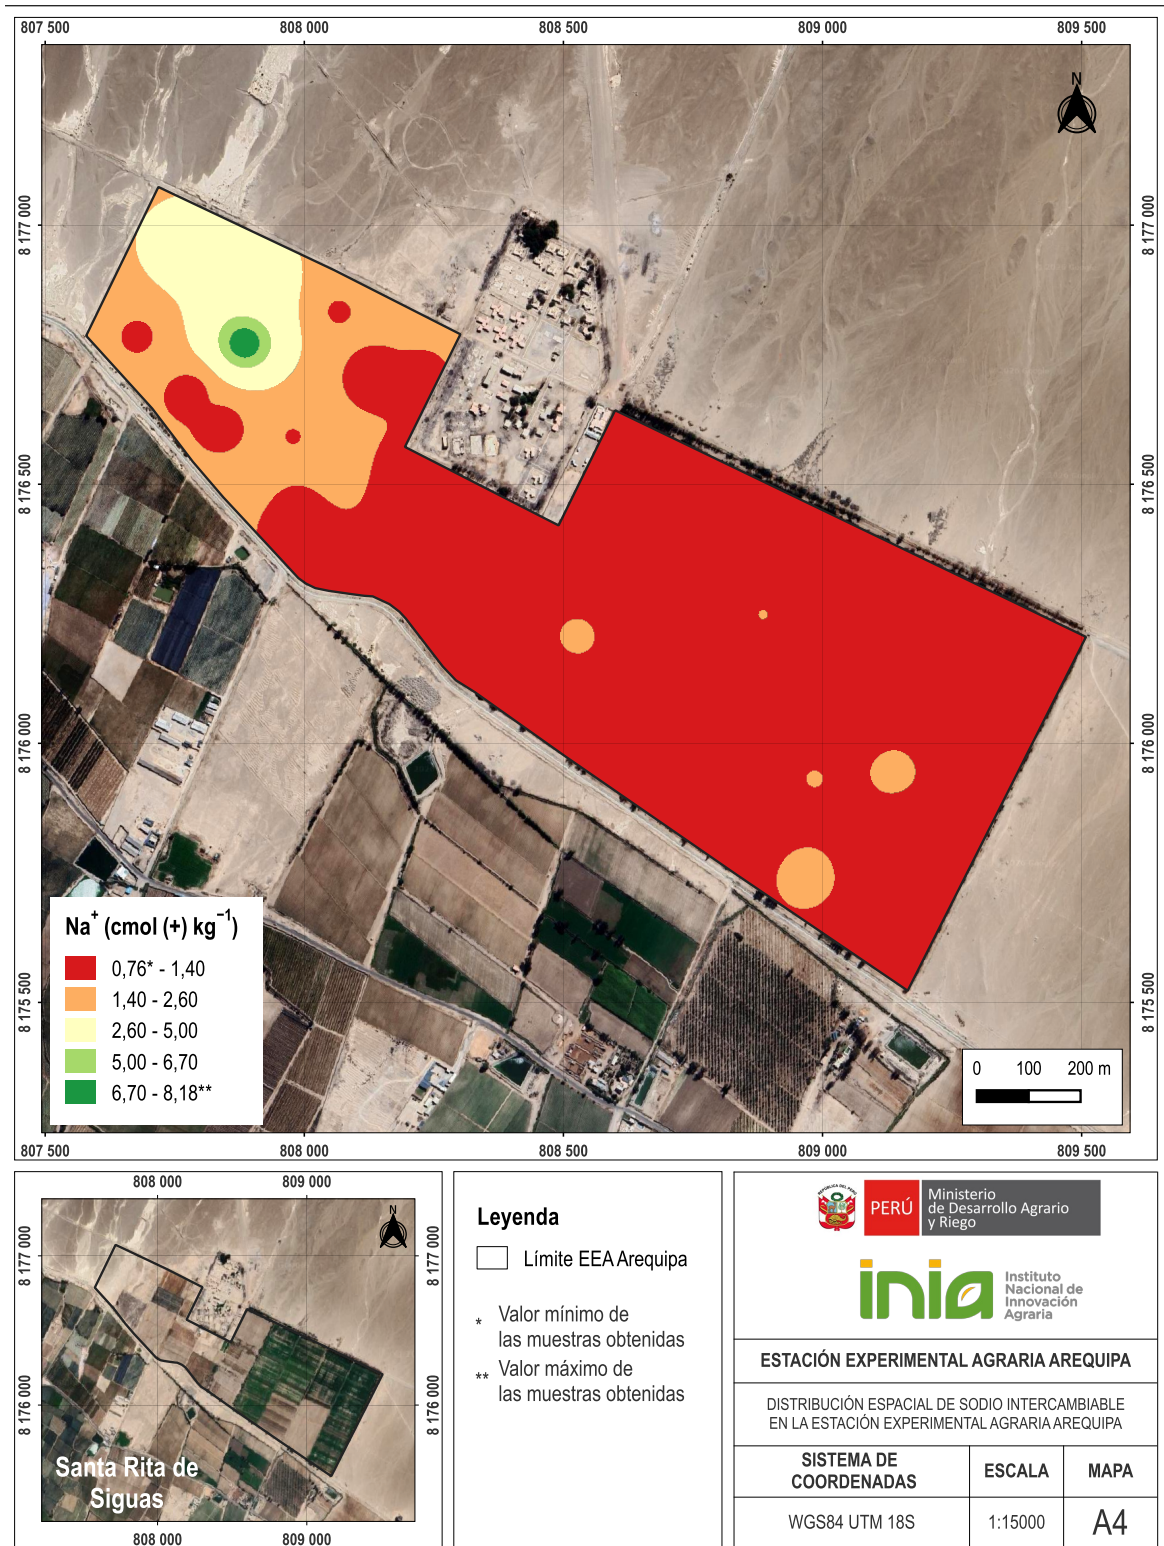 807 500 808 000 808 500 809 000 809 500
N
8 177 000 8 177 000
8 176 500 8 176 500
8 176 000 8 176 000
8 175 500 8 175 500
Na+ (cmol (+) kg−1)
0,76* - 1,40
1,40 - 2,60
2,60 - 5,00
5,00 - 6,70
6,70 - 8,18**
0 100 200 m
807 500 808 000 808 500 809 000 809 500
808 000 809 000
N
8 177 000 8 177 000
8 176 000 8 176 000
Santa Rita de
Siguas
808 000 809 000
Leyenda
Límite EEA Arequipa
* Valor mínimo de
las muestras obtenidas
** Valor máximo de
las muestras obtenidas
REPÚBLICA DEL PERÚ
PERÚ
Ministerio
de Desarrollo Agrario
y Riego
inia
Instituto
Nacional de
Innovación
Agraria
ESTACIÓN EXPERIMENTAL AGRARIA AREQUIPA
DISTRIBUCIÓN ESPACIAL DE SODIO INTERCAMBIABLE
EN LA ESTACIÓN EXPERIMENTAL AGRARIA AREQUIPA
SISTEMA DE
COORDENADAS
ESCALA
MAPA
WGS84 UTM 18S
1:15000
A4